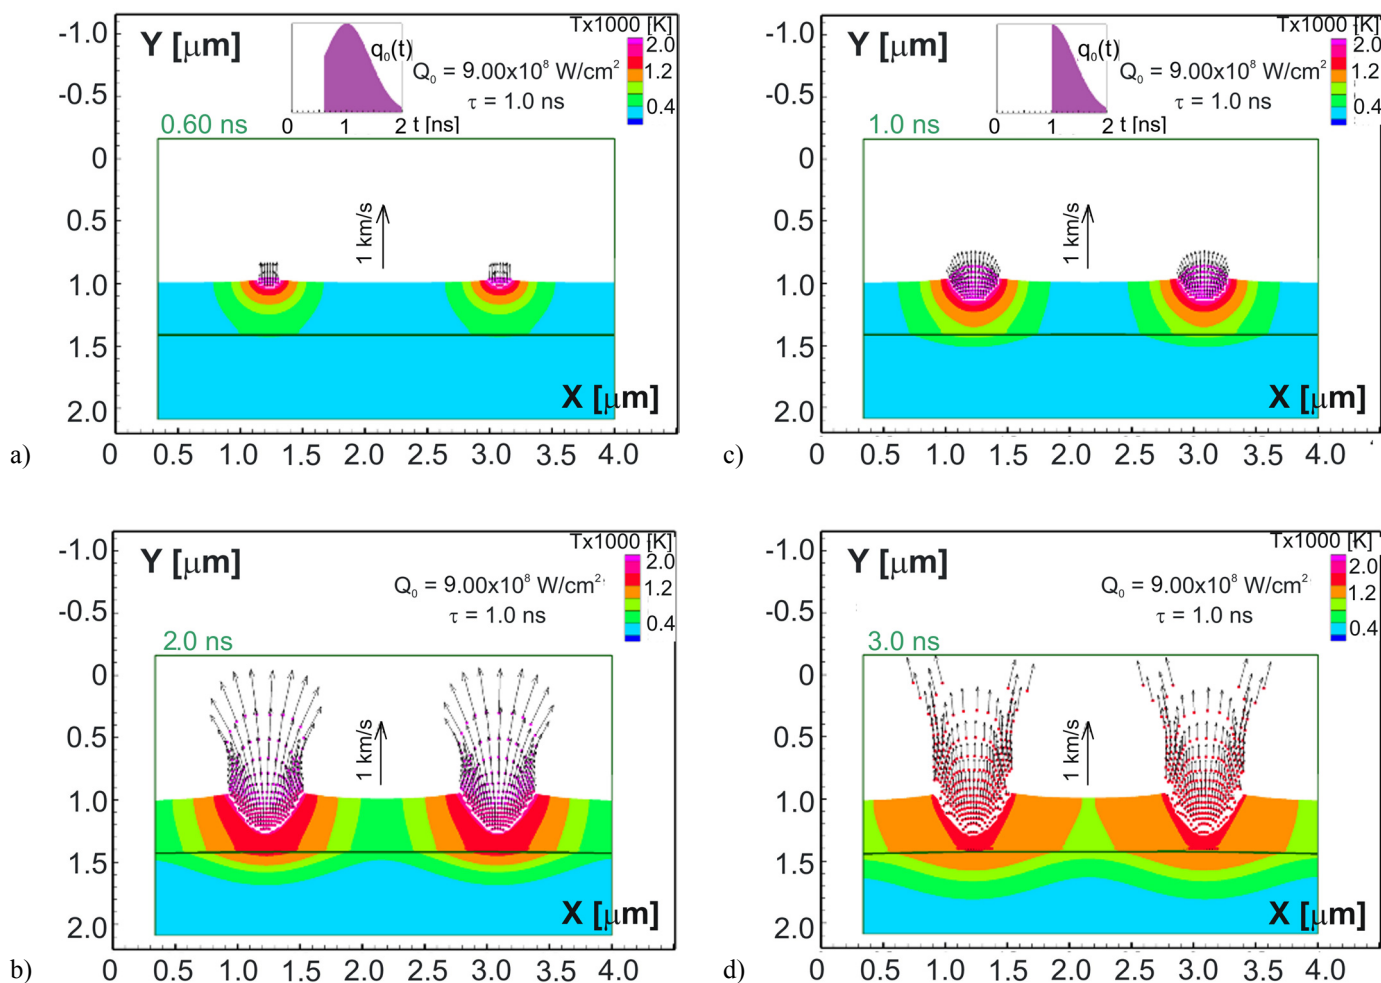 -1.0
Y [μm]
-0.5
0
0.5
1.0
1.5
2.0
q₀(t)
0 1 2 t [ns]
Tx1000 [K]
2.0
1.2
0.4
Q₀ = 9.00x10⁸ W/cm²
τ = 1.0 ns
0.60 ns
1 km/s
X [μm]
a)
0 0.5 1.0 1.5 2.0 2.5 3.0 3.5 4.0
-1.0
Y [μm]
-0.5
0
0.5
1.0
1.5
2.0
q₀(t)
0 1 2 t [ns]
Tx1000 [K]
2.0
1.2
0.4
Q₀ = 9.00x10⁸ W/cm²
τ = 1.0 ns
1.0 ns
1 km/s
X [μm]
c)
0 0.5 1.0 1.5 2.0 2.5 3.0 3.5 4.0
-1.0
Y [μm]
-0.5
0
0.5
1.0
1.5
2.0
Tx1000 [K]
2.0
1.2
0.4
Q₀ = 9.00x10⁸ W/cm²
τ = 1.0 ns
2.0 ns
1 km/s
X [μm]
b)
0 0.5 1.0 1.5 2.0 2.5 3.0 3.5 4.0
-1.0
Y [μm]
-0.5
0
0.5
1.0
1.5
2.0
Tx1000 [K]
2.0
1.2
0.4
Q₀ = 9.00x10⁸ W/cm²
τ = 1.0 ns
3.0 ns
1 km/s
X [μm]
d)
0 0.5 1.0 1.5 2.0 2.5 3.0 3.5 4.0